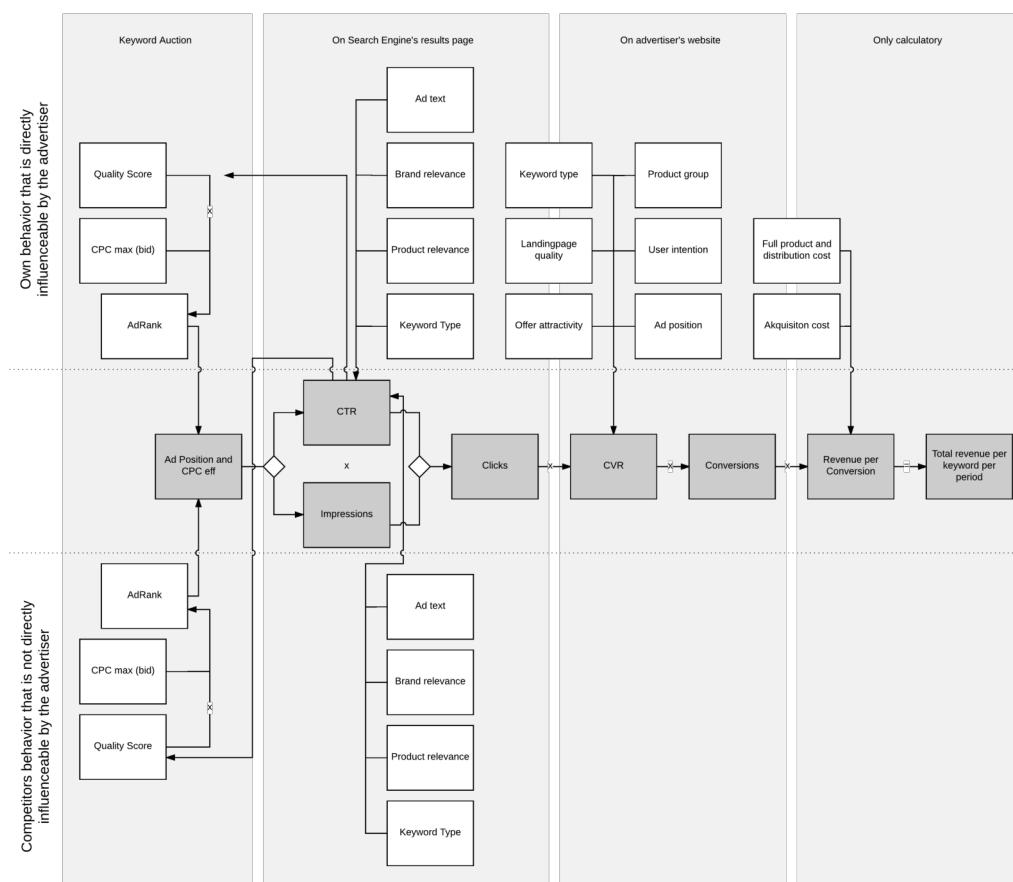 Keyword Auction
On Search Engine's results page
On advertiser's website
Only calculatory
Own behavior that is directly
influenceable by the advertiser
Ad text
Quality Score
Brand relevance
Keyword type
Product group
x
CPC max (bid)
Product relevance
Landingpage
quality
User intention
Full product and
distribution cost
AdRank
Keyword Type
Offer attractivity
Ad position
Akquisiton cost
CTR
Ad Position and
CPC eff
x
Clicks
x
CVR
x
Conversions
x
Revenue per
Conversion
=
Total revenue per
keyword per
period
Impressions
Competitors behavior that is not directly
influenceable by the advertiser
AdRank
Ad text
CPC max (bid)
Brand relevance
x
Quality Score
Product relevance
Keyword Type